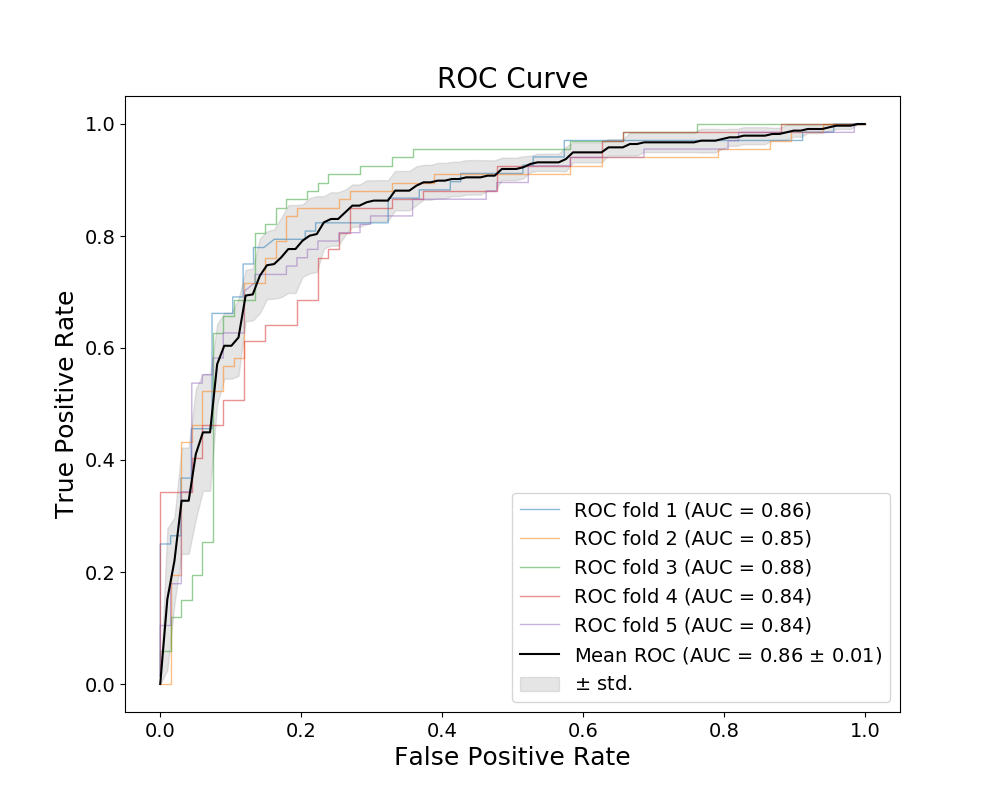 ROC Curve
1.0
0.8
0.6
0.4
0.2
0.0
True Positive Rate
ROC fold 1 (AUC = 0.86)
ROC fold 2 (AUC = 0.85)
ROC fold 3 (AUC = 0.88)
ROC fold 4 (AUC = 0.84)
ROC fold 5 (AUC = 0.84)
Mean ROC (AUC = 0.86 ± 0.01)
± std.
0.0 0.2 0.4 0.6 0.8 1.0
False Positive Rate